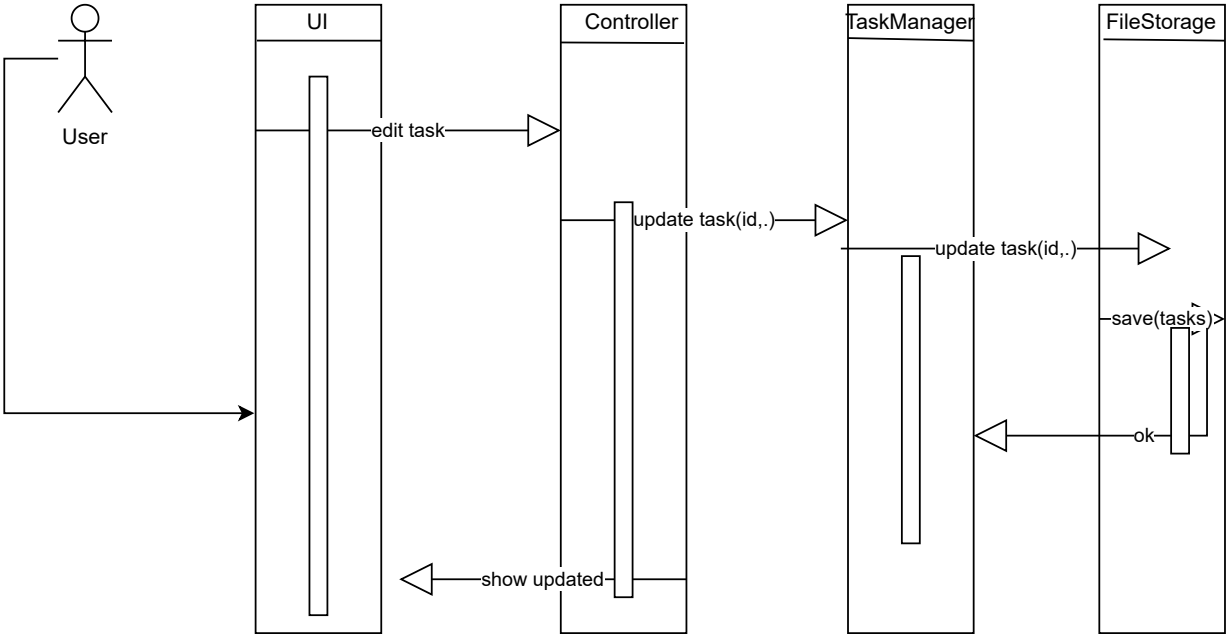 UI
Controller
TaskManager
FileStorage
User
edit task
update task(id,.)
update task(id,.)
save(tasks)>
ok
show updated